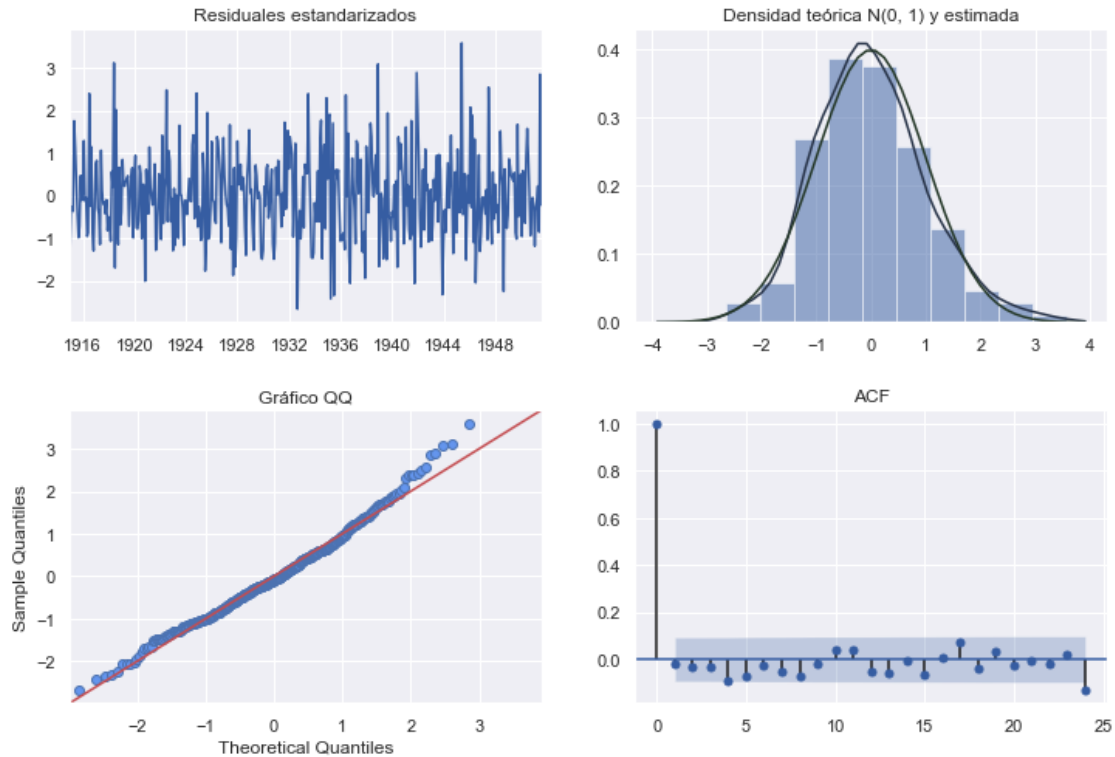 Residuales estandarizados
3
2
1
0
−1
−2
1916 1920 1924 1928 1932 1936 1940 1944 1948
Densidad teórica N(0, 1) y estimada
0.4
0.3
0.2
0.1
0.0
−4 −3 −2 −1 0 1 2 3 4
Gráfico QQ
Sample Quantiles
3
2
1
0
−1
−2
−2 −1 0 1 2 3
Theoretical Quantiles
ACF
1.0
0.8
0.6
0.4
0.2
0.0
0 5 10 15 20 25